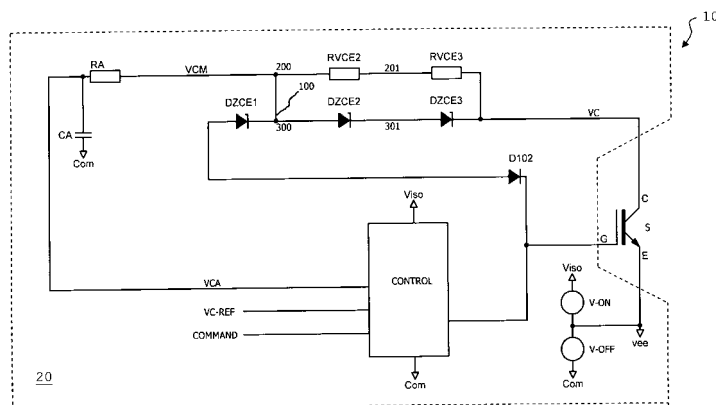 10
RA
VCM
200
RVCE2
201
RVCE3
100
DZCE1
DZCE2
DZCE3
300
301
VC
CA
Com
D102
Viso
C
G
S
E
CONTROL
VCA
VC-REF
COMMAND
Viso
V-ON
V-OFF
vee
Com
Com
20